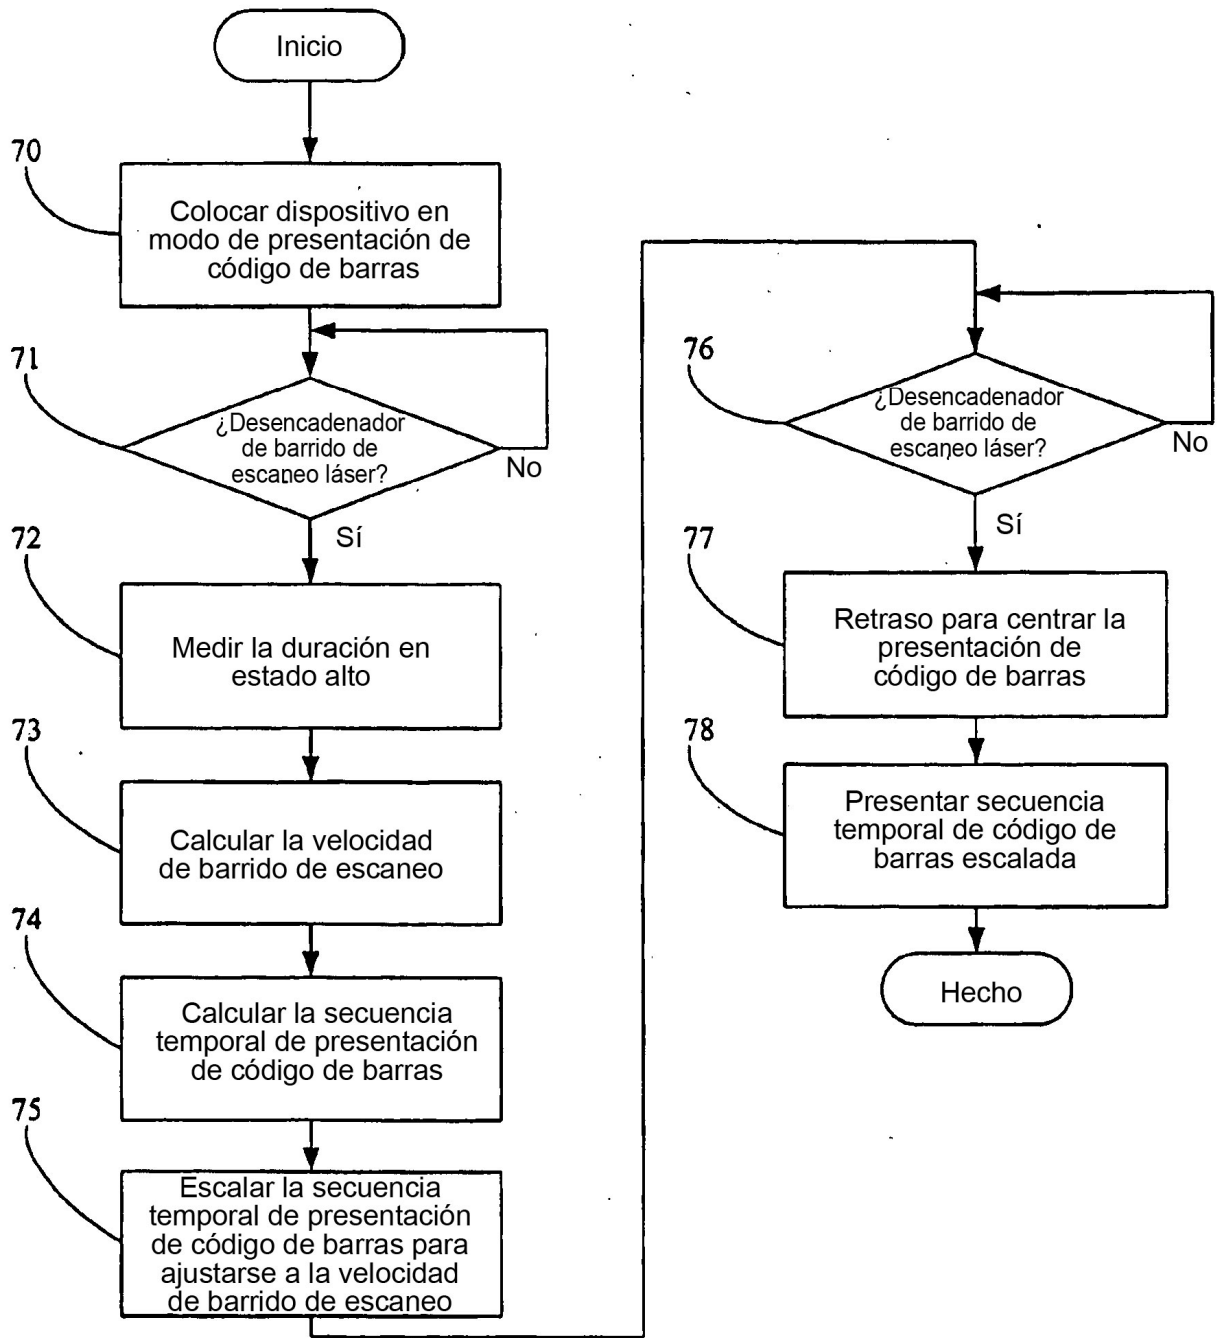 Inicio
70
Colocar dispositivo en
modo de presentación de
código de barras
71
¿Desencadenador
de barrido de
escaneo láser?
No
Sí
72
Medir la duración en
estado alto
73
Calcular la velocidad
de barrido de escaneo
74
Calcular la secuencia
temporal de presentación
de código de barras
75
Escalar la secuencia
temporal de presentación
de código de barras para
ajustarse a la velocidad
de barrido de escaneo
76
¿Desencadenador
de barrido de
escaneo láser?
No
Sí
77
Retraso para centrar la
presentación de
código de barras
78
Presentar secuencia
temporal de código de
barras escalada
Hecho